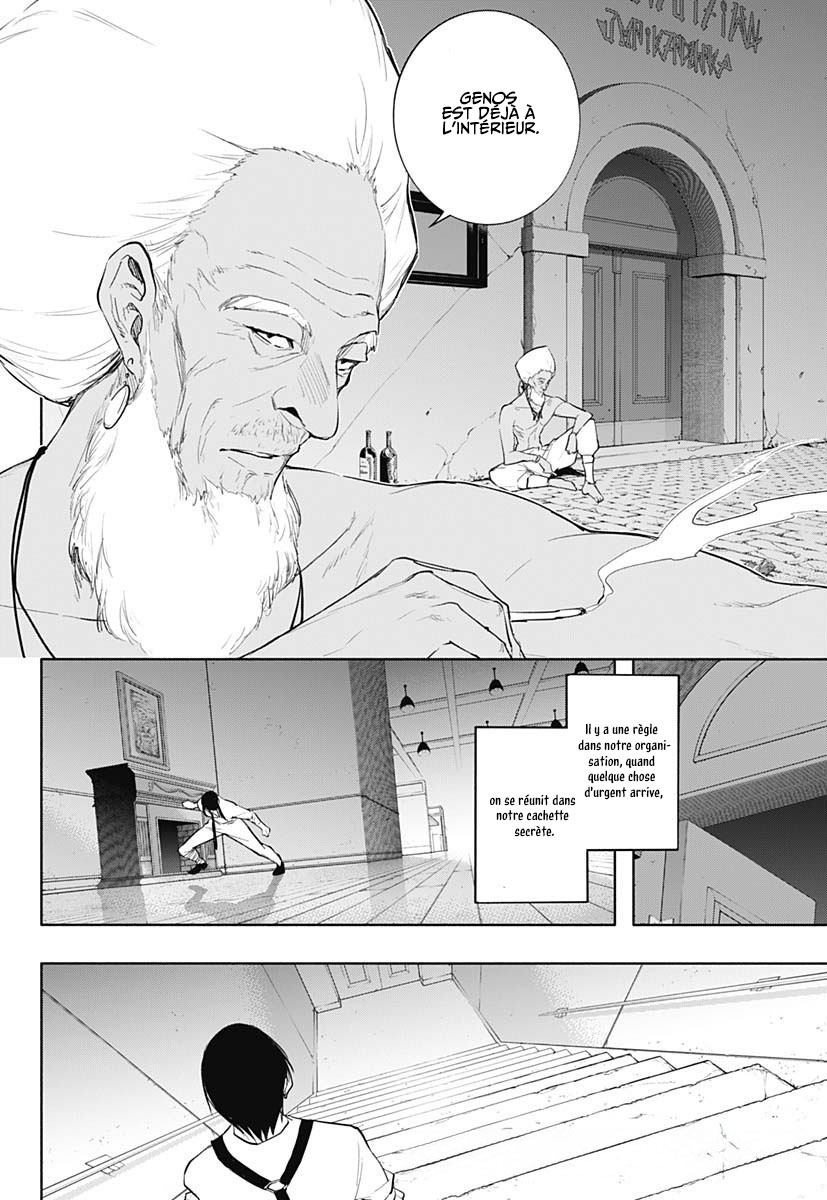 GENOS
EST DÉJÀ À
L'INTÉRIEUR.
Il y a une règle
dans notre organi-
sation, quand
quelque chose
d'urgent arrive,
on se réunit dans
notre cachette
secrète.